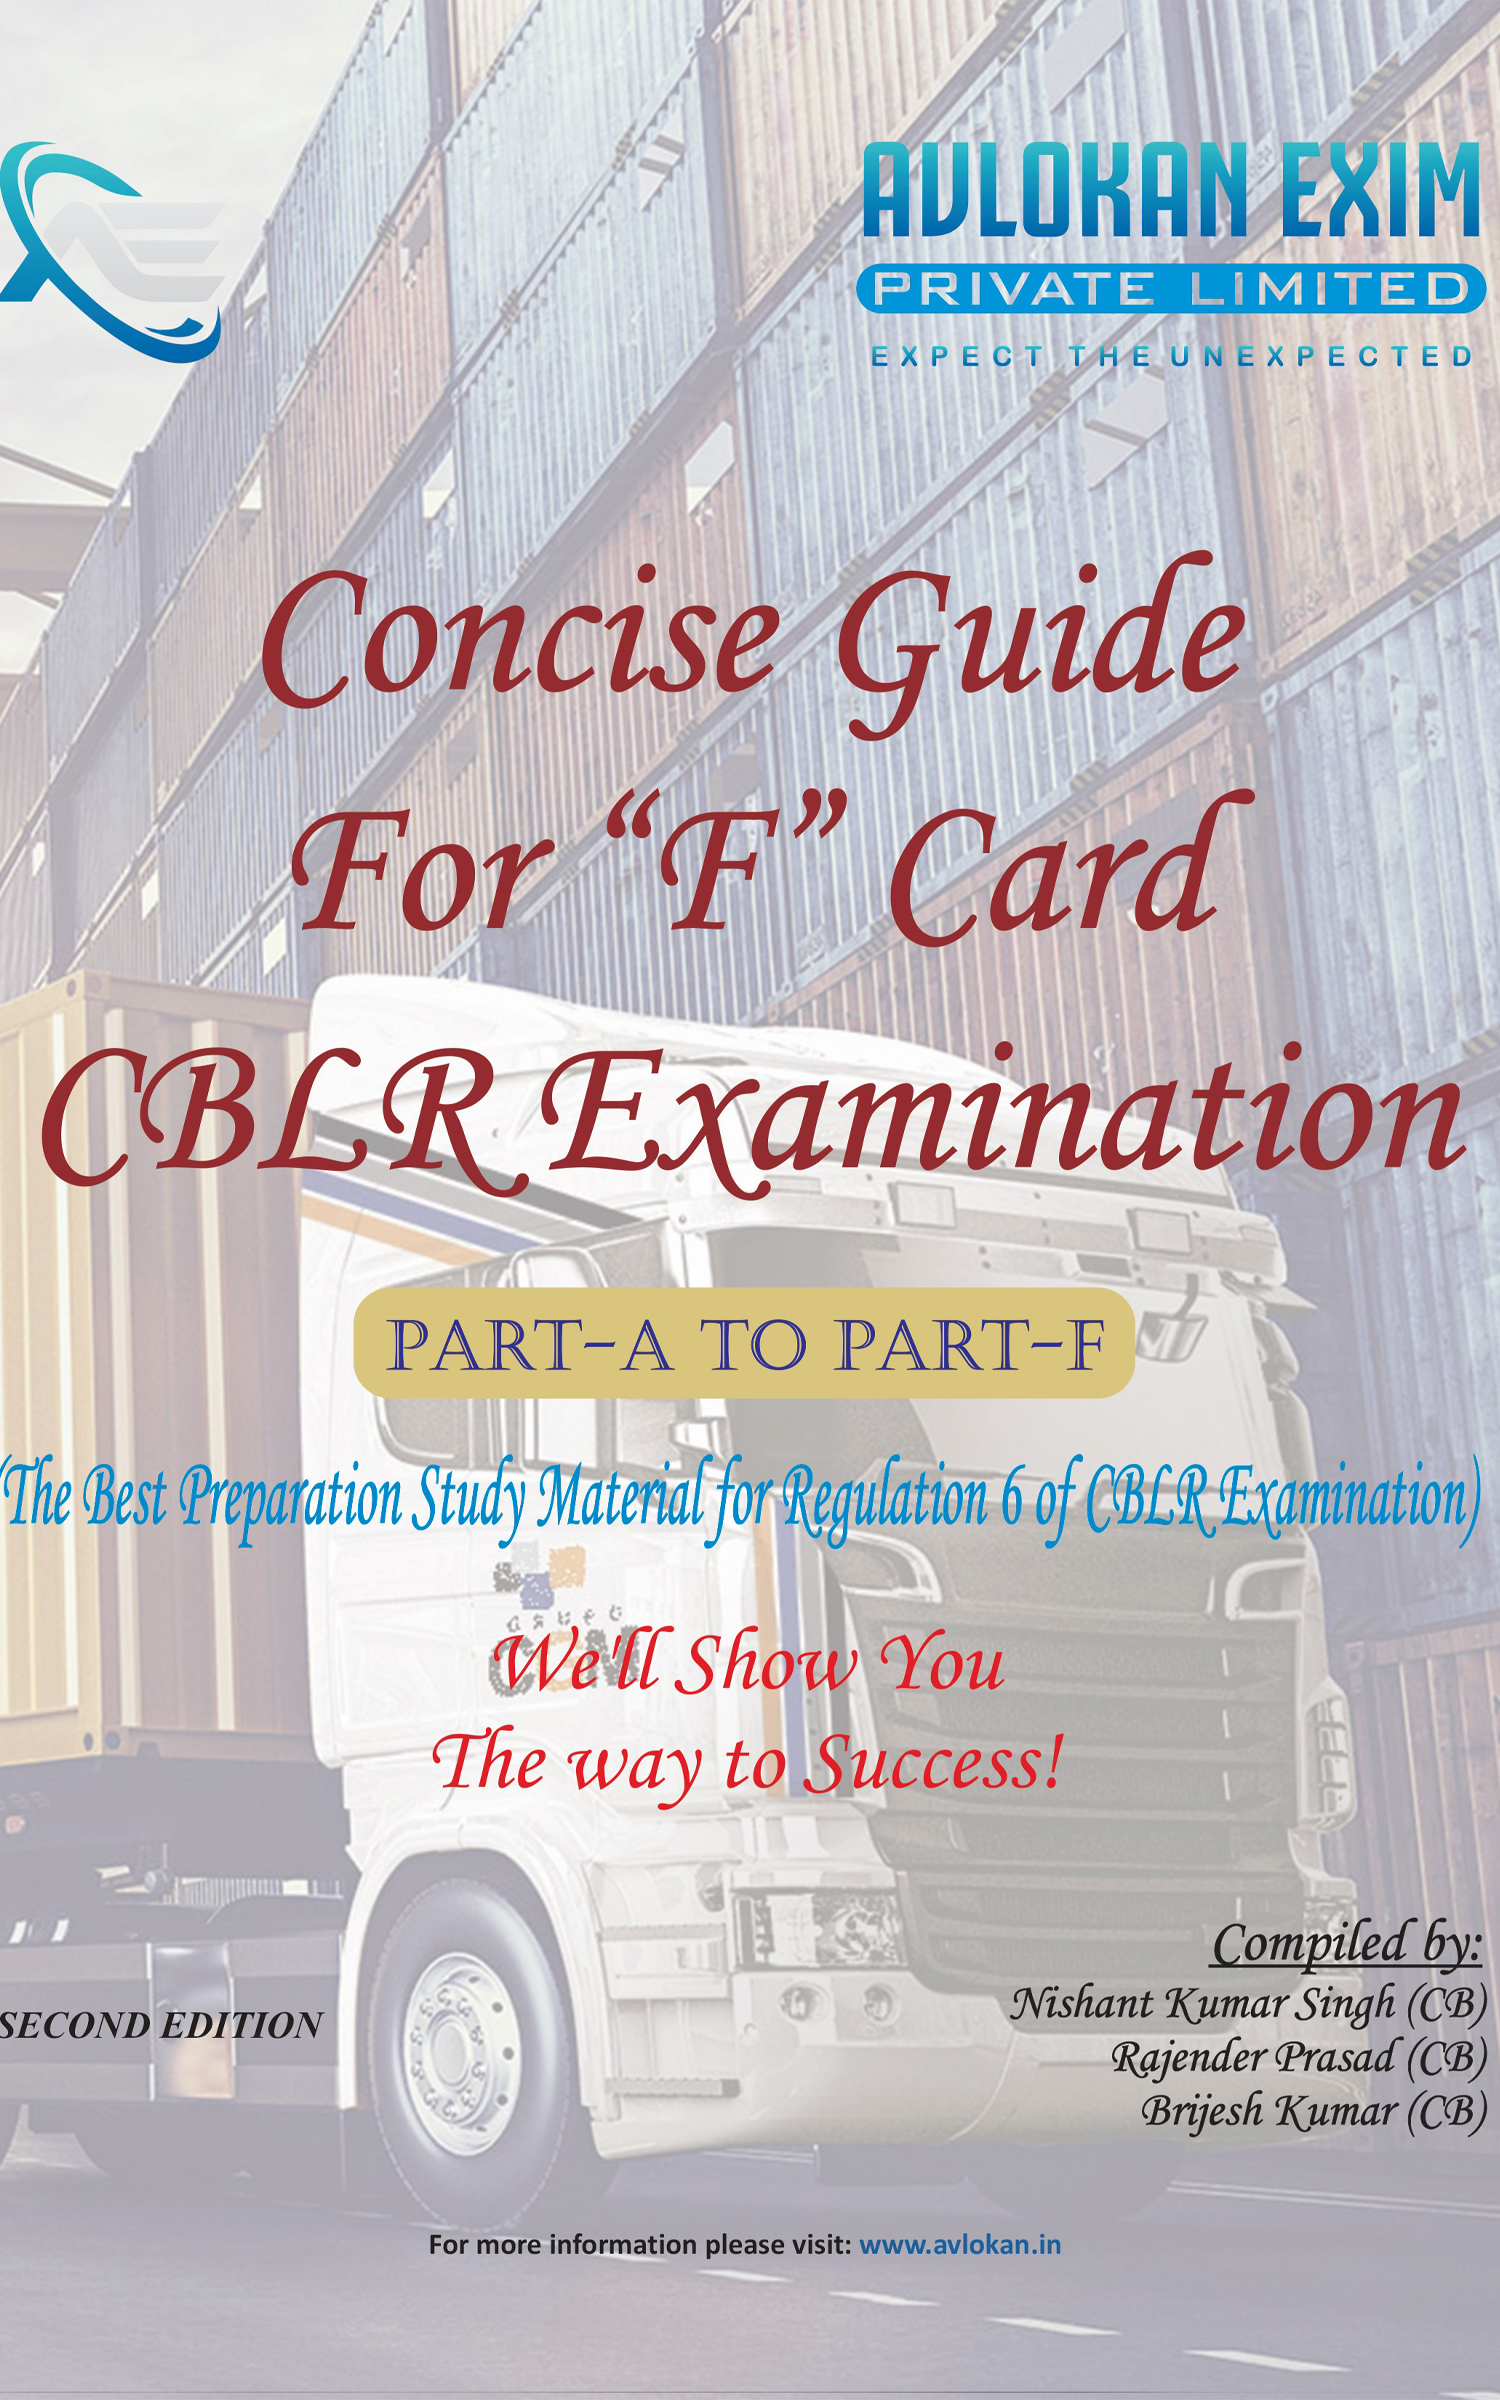 AE
AVLOKAN EXIM
PRIVATE LIMITED
EXPECT THE UNEXPECTED
Concise Guide
For “F” Card
CBLR Examination
PART-A TO PART-F
(The Best Preparation Study Material for Regulation 6 of CBLR Examination)
We'll Show You
The way to Success!
Compiled by:
Nishant Kumar Singh (CB)
Rajender Prasad (CB)
Brijesh Kumar (CB)
SECOND EDITION
For more information please visit: www.avlokan.in